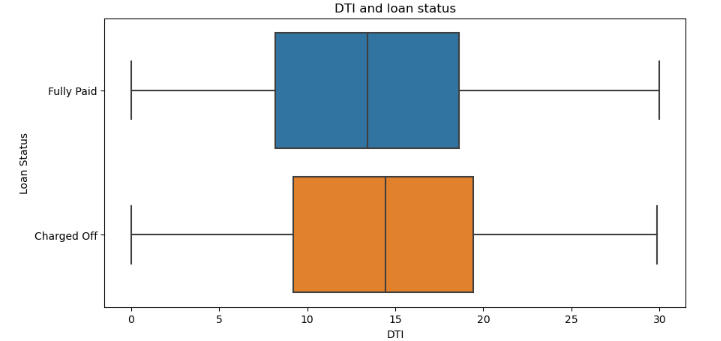 DTI and loan status
Loan Status
Fully Paid
Charged Off
0 5 10 15 20 25 30
DTI